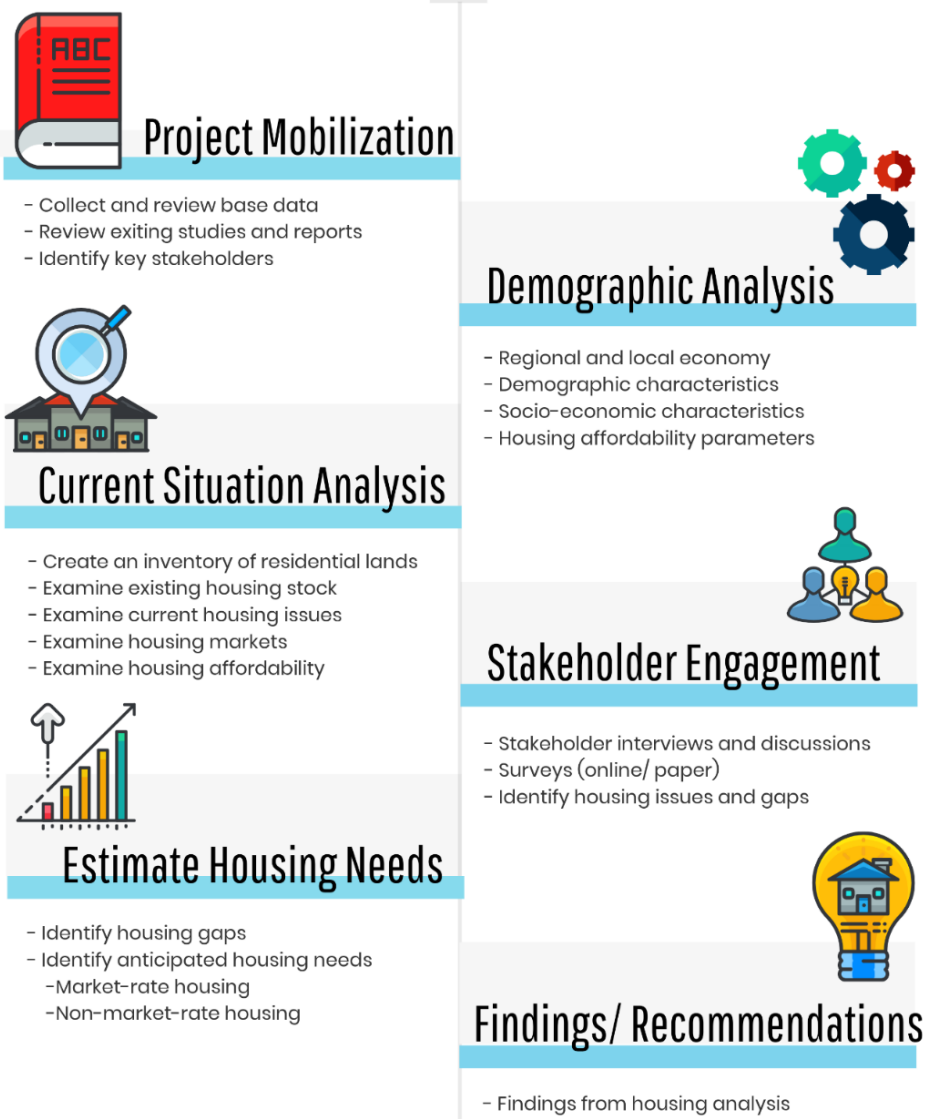 ABC
Project Mobilization
- Collect and review base data
- Review exiting studies and reports
- Identify key stakeholders
Demographic Analysis
- Regional and local economy
- Demographic characteristics
- Socio-economic characteristics
- Housing affordability parameters
Current Situation Analysis
- Create an inventory of residential lands
- Examine existing housing stock
- Examine current housing issues
- Examine housing markets
- Examine housing affordability
Stakeholder Engagement
- Stakeholder interviews and discussions
- Surveys (online/ paper)
- Identify housing issues and gaps
Estimate Housing Needs
- Identify housing gaps
- Identify anticipated housing needs
-Market-rate housing
-Non-market-rate housing
Findings/ Recommendations
- Findings from housing analysis